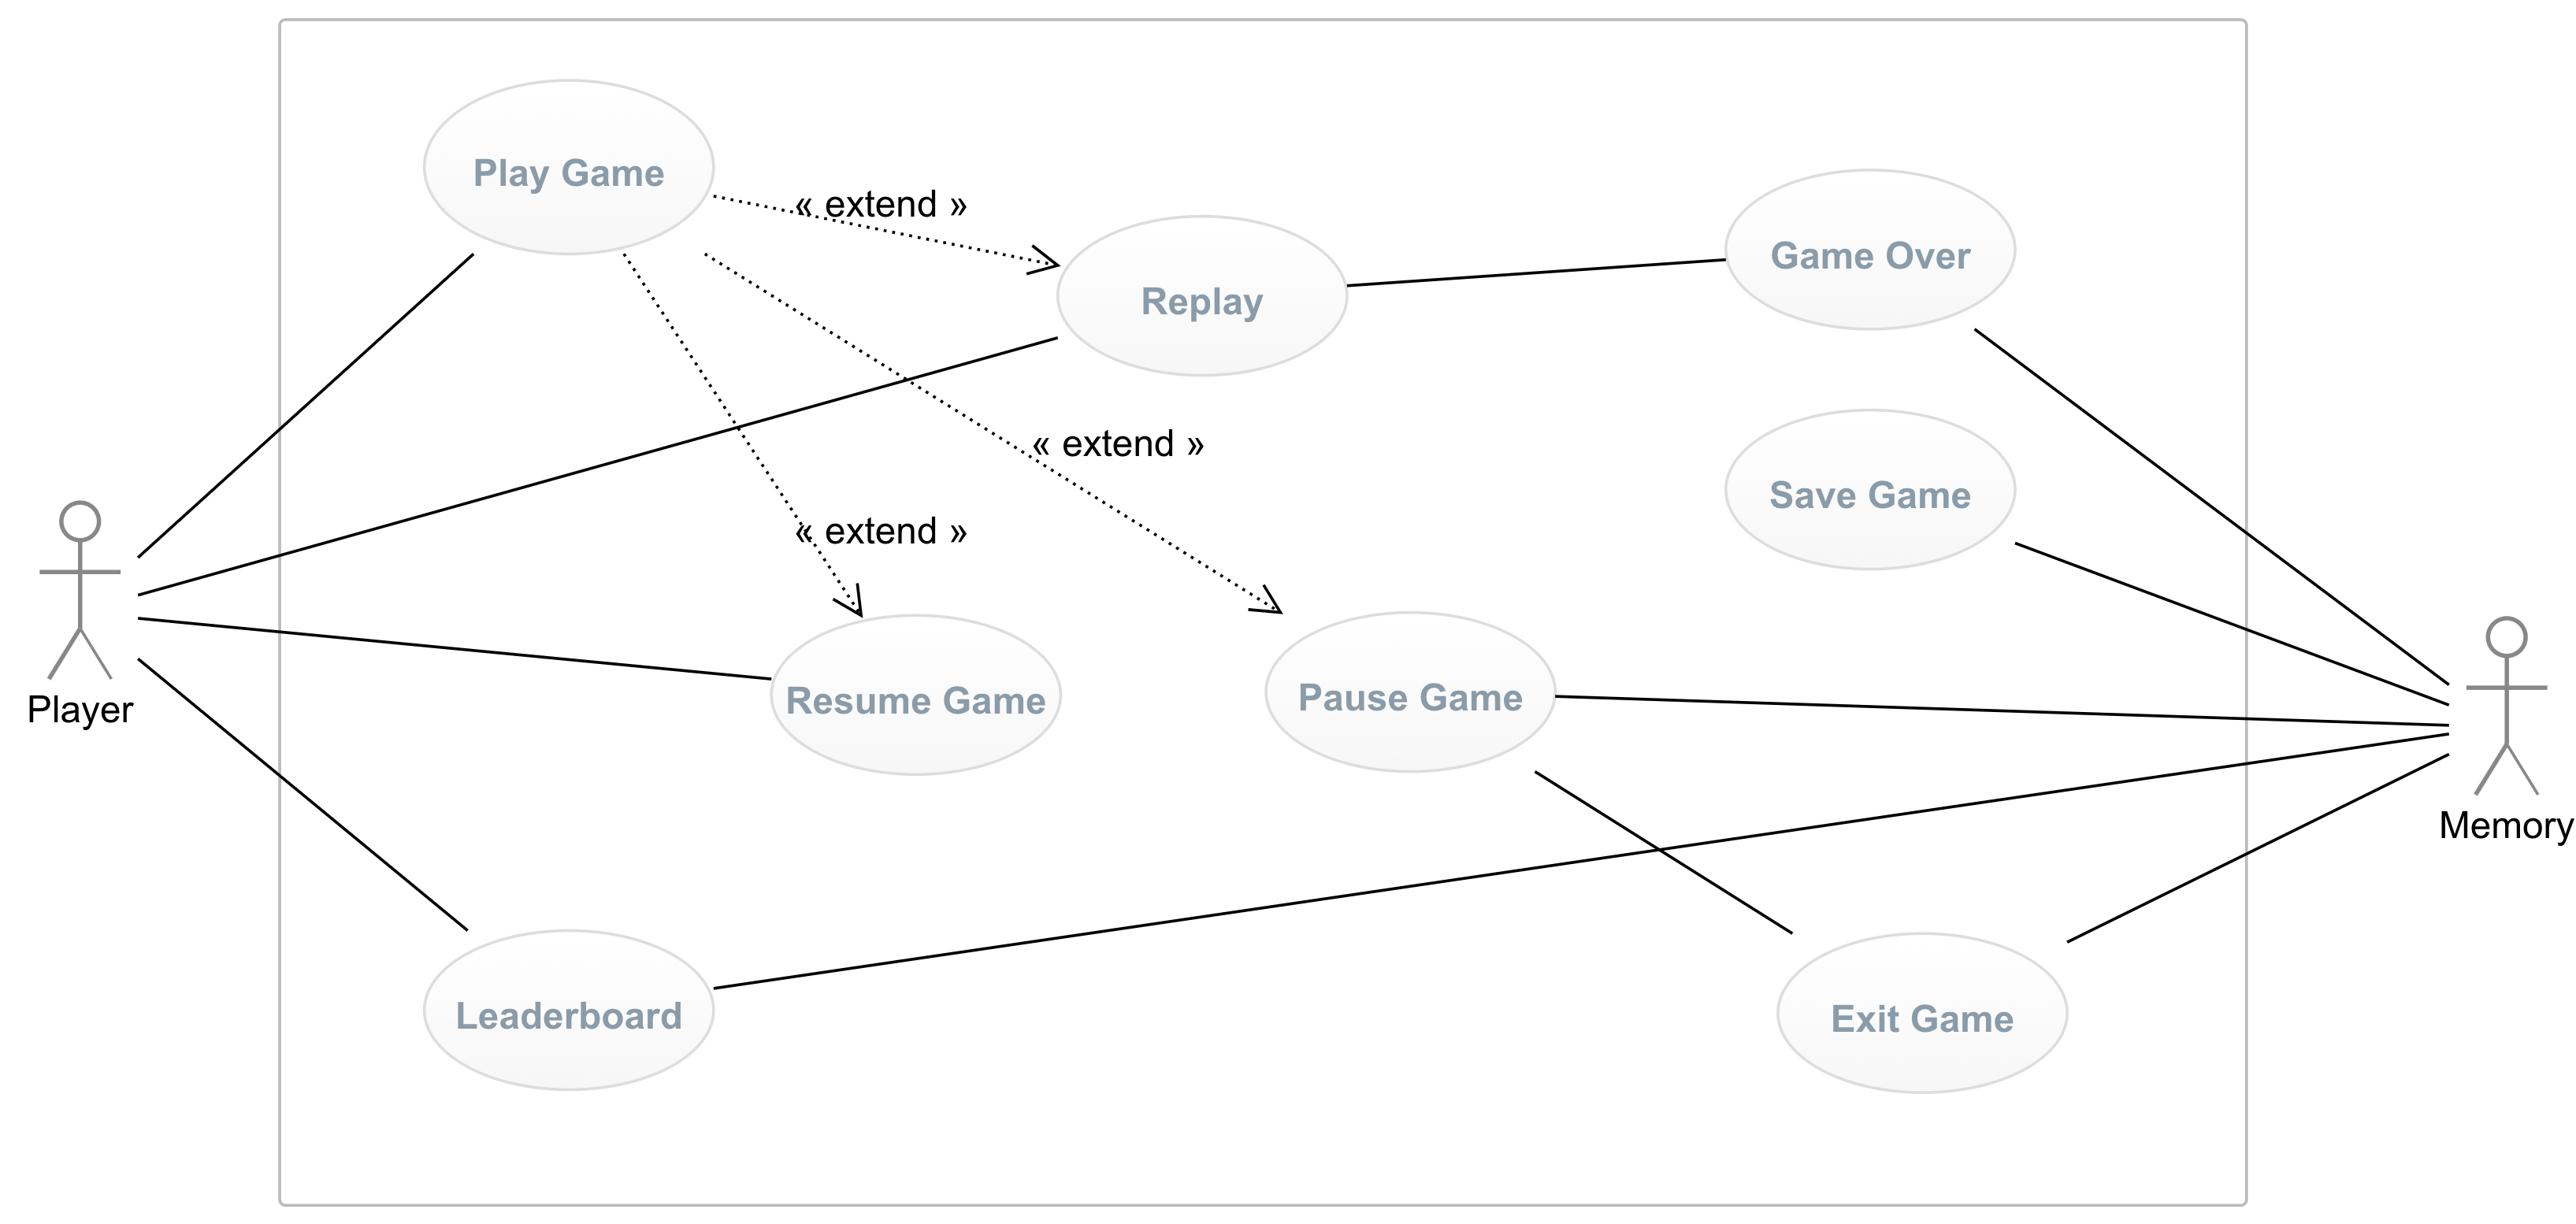 Play Game
« extend »
Replay
Game Over
« extend »
Save Game
« extend »
Player
Resume Game
Pause Game
Memory
Leaderboard
Exit Game